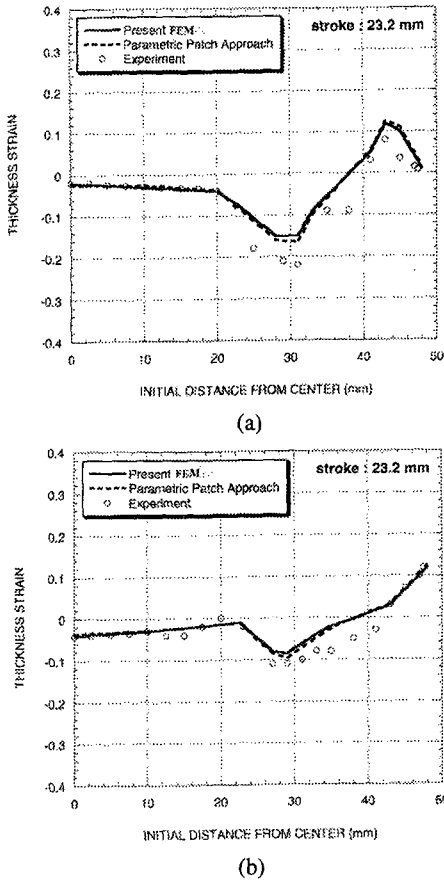 0.4
0.3
0.2
0.1
0
-0.1
-0.2
-0.3
-0.4
THICKNESS STRAIN
stroke : 23.2 mm
Present FEM
Parametric Patch Approach
Experiment
0 10 20 30 40 50
INITIAL DISTANCE FROM CENTER (mm)
(a)
0.4
0.3
0.2
0.1
0
-0.1
-0.2
-0.3
-0.4
THICKNESS STRAIN
stroke : 23.2 mm
Present FEM
Parametric Patch Approach
Experiment
0 10 20 30 40 50
INITIAL DISTANCE FROM CENTER (mm)
(b)